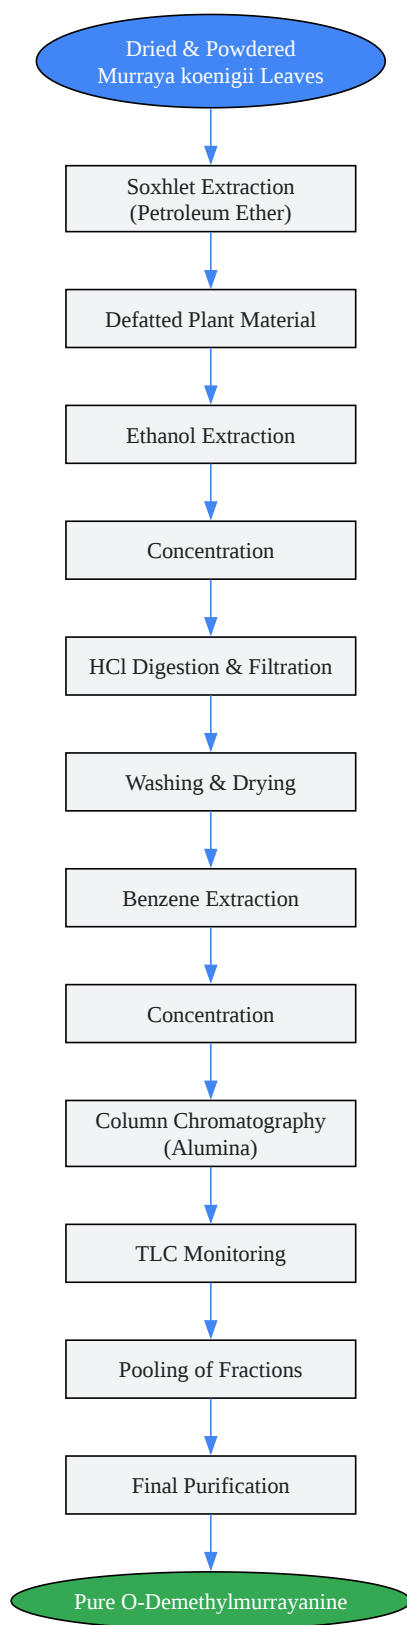 Dried & Powdered
Murraya koenigii Leaves
Soxhlet Extraction
(Petroleum Ether)
Defatted Plant Material
Ethanol Extraction
Concentration
HCl Digestion & Filtration
Washing & Drying
Benzene Extraction
Concentration
Column Chromatography
(Alumina)
TLC Monitoring
Pooling of Fractions
Final Purification
Pure O-Demethylmurrayanine